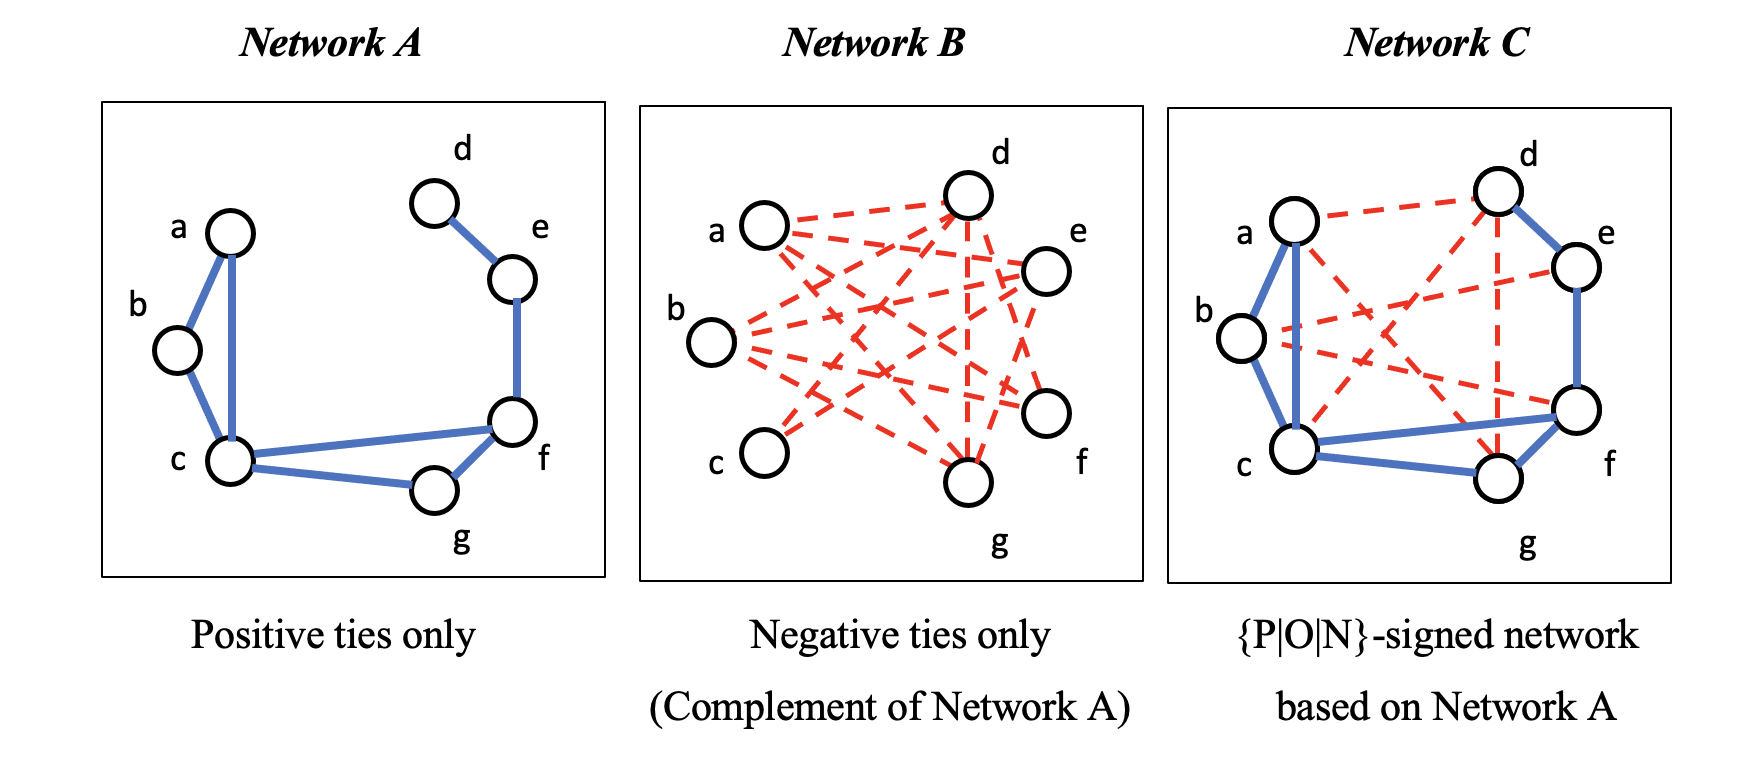 Network A
Network B
Network C
a
b
c
d
e
f
g
a
b
c
d
e
f
g
a
b
c
d
e
f
g
Positive ties only
Negative ties only
(Complement of Network A)
{P|O|N}-signed network
based on Network A